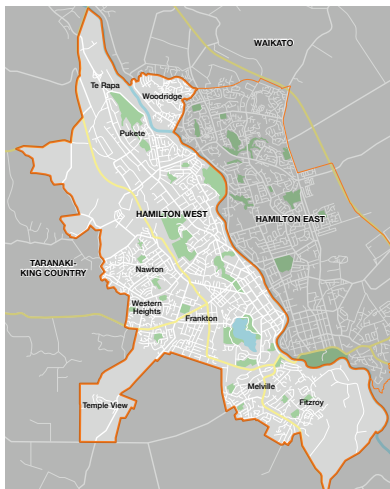 WAIKATO
Te Rapa
Woodridge
Pukete
HAMILTON WEST
HAMILTON EAST
TARANAKI-
KING COUNTRY
Nawton
Western
Heights
Frankton
Melville
Temple View
Fitzroy